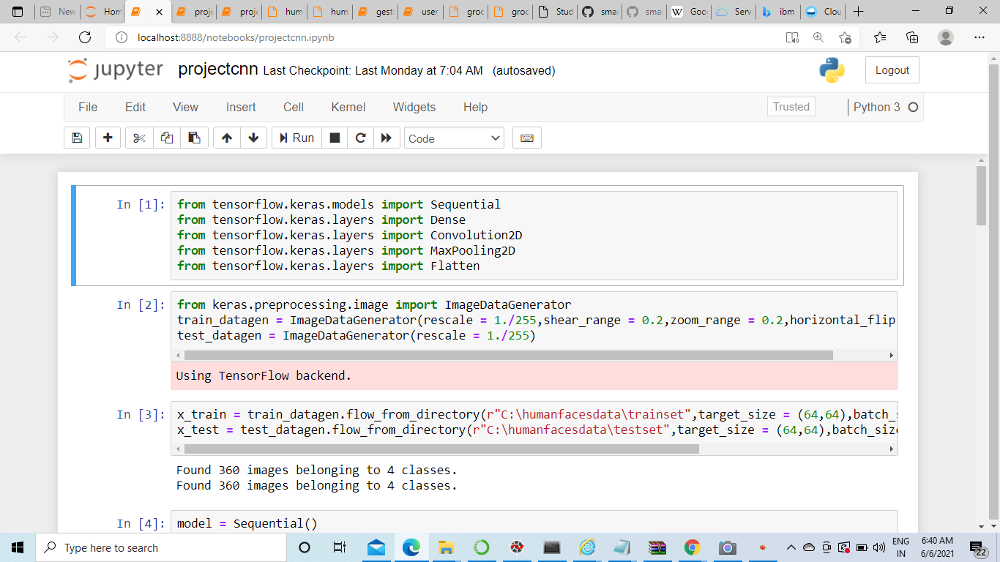 New
Hom
proje
proje
hum
hum
gest
user
groc
groc
Stud
sma
sma
Goo
Serv
ibm
Clou
localhost:8888/notebooks/projectcnn.ipynb
jupyter projectcnn Last Checkpoint: Last Monday at 7:04 AM (autosaved)
Logout
File Edit View Insert Cell Kernel Widgets Help
Trusted
Python 3
Run
Code
In [1]:
from tensorflow.keras.models import Sequential
from tensorflow.keras.layers import Dense
from tensorflow.keras.layers import Convolution2D
from tensorflow.keras.layers import MaxPooling2D
from tensorflow.keras.layers import Flatten
In [2]:
from keras.preprocessing.image import ImageDataGenerator
train_datagen = ImageDataGenerator(rescale = 1./255,shear_range = 0.2,zoom_range = 0.2,horizontal_flip
test_datagen = ImageDataGenerator(rescale = 1./255)
Using TensorFlow backend.
In [3]:
x_train = train_datagen.flow_from_directory(r"C:\humanfacesdata\trainset",target_size = (64,64),batch_s
x_test = test_datagen.flow_from_directory(r"C:\humanfacesdata\testset",target_size = (64,64),batch_size
Found 360 images belonging to 4 classes.
Found 360 images belonging to 4 classes.
In [4]:
model = Sequential()
Type here to search
ENG
IN
6:40 AM
6/6/2021
22